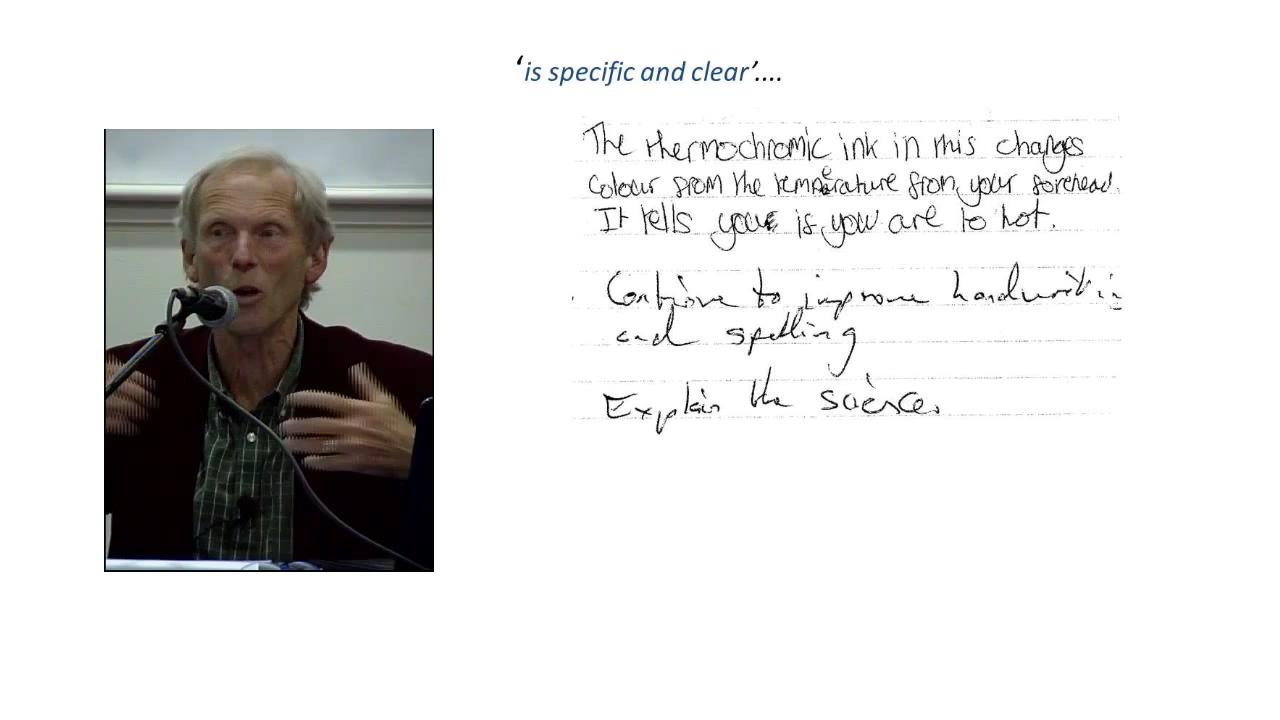 ‘is specific and clear’....
The thermochromic ink in this changes
colour from the temperature from your forehead.
It tells you is you are to hot.
Continue to improve handwriting
and spelling
Explain the science.